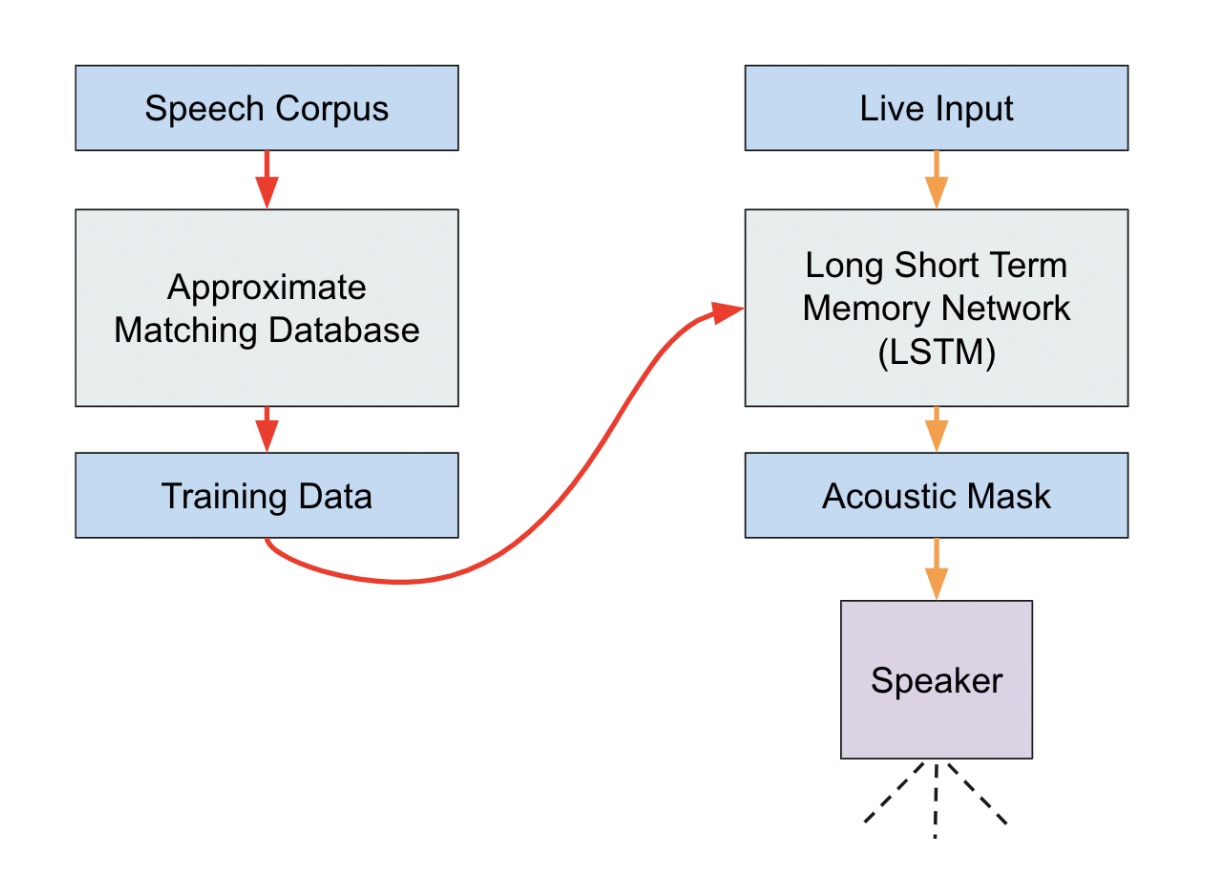 Speech Corpus
Approximate
Matching Database
Training Data
Live Input
Long Short Term
Memory Network
(LSTM)
Acoustic Mask
Speaker